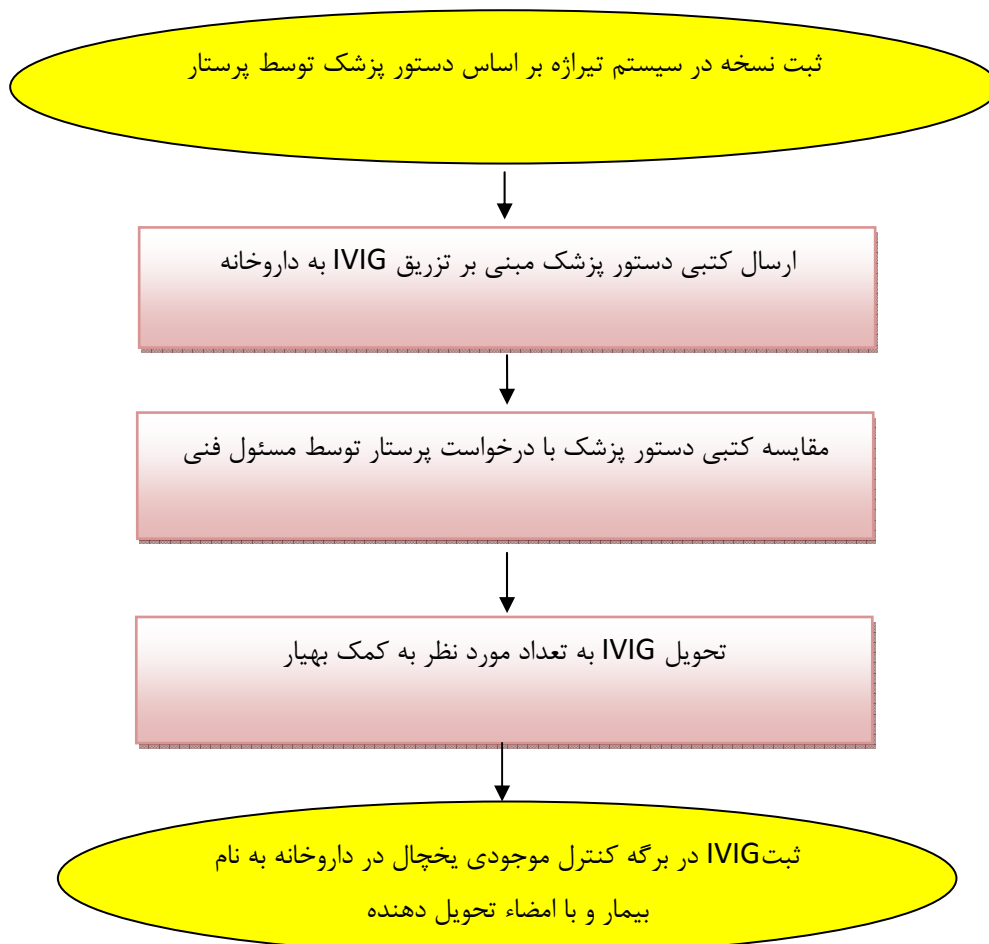 ثبت نسخه در سیستم تیراژه بر اساس دستور پزشک توسط پرستار
ارسال کتبی دستور پزشک مبنی بر تزریق IVIG به داروخانه
مقایسه کتبی دستور پزشک با درخواست پرستار توسط مسئول فنی
تحویل IVIG به تعداد مورد نظر به کمک بهیار
ثبتIVIG در برگه کنترل موجودی یخچال در داروخانه به نام
بیمار و با امضاء تحویل دهنده